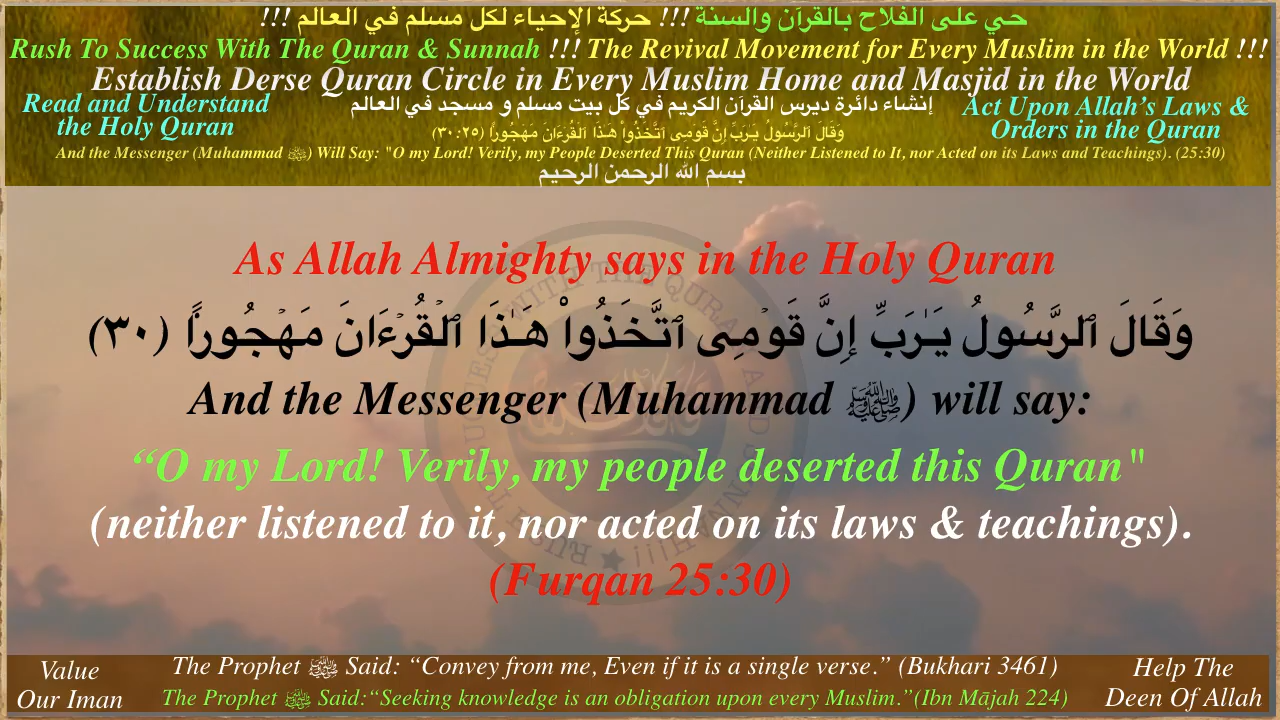 حي على الفلاح بالقرآن والسنة !!! حركة الإحياء لكل مسلم في العالم !!!
Rush To Success With The Quran & Sunnah !!! The Revival Movement for Every Muslim in the World !!!
Establish Derse Quran Circle in Every Muslim Home and Masjid in the World
Read and Understand
the Holy Quran
إنشاء دائرة ديرس القرآن الكريم في كل بيت مسلم و مسجد في العالم
Act Upon Allah’s Laws &
Orders in the Quran
وَقَالَ ٱلرَّسُولُ يَـٰرَبِّ إِنَّ قَوۡمِى ٱتَّخَذُواْ هَـٰذَا ٱلۡقُرۡءَانَ مَهۡجُورً۬ا (٣٠:٢٥)
And the Messenger (Muhammad ﷺ) Will Say: "O my Lord! Verily, my People Deserted This Quran (Neither Listened to It, nor Acted on its Laws and Teachings). (25:30)
بسم الله الرحمن الرحيم
As Allah Almighty says in the Holy Quran
وَقَالَ ٱلرَّسُولُ يَـٰرَبِّ إِنَّ قَوۡمِى ٱتَّخَذُواْ هَـٰذَا ٱلۡقُرۡءَانَ مَهۡجُورً۬ا (٣٠)
And the Messenger (Muhammad ﷺ) will say:
“O my Lord! Verily, my people deserted this Quran"
(neither listened to it, nor acted on its laws & teachings).
(Furqan 25:30)
Value
Our Iman
The Prophet ﷺ Said: “Convey from me, Even if it is a single verse.” (Bukhari 3461)
The Prophet ﷺ Said:“Seeking knowledge is an obligation upon every Muslim.”(Ibn Mājah 224)
Help The
Deen Of Allah